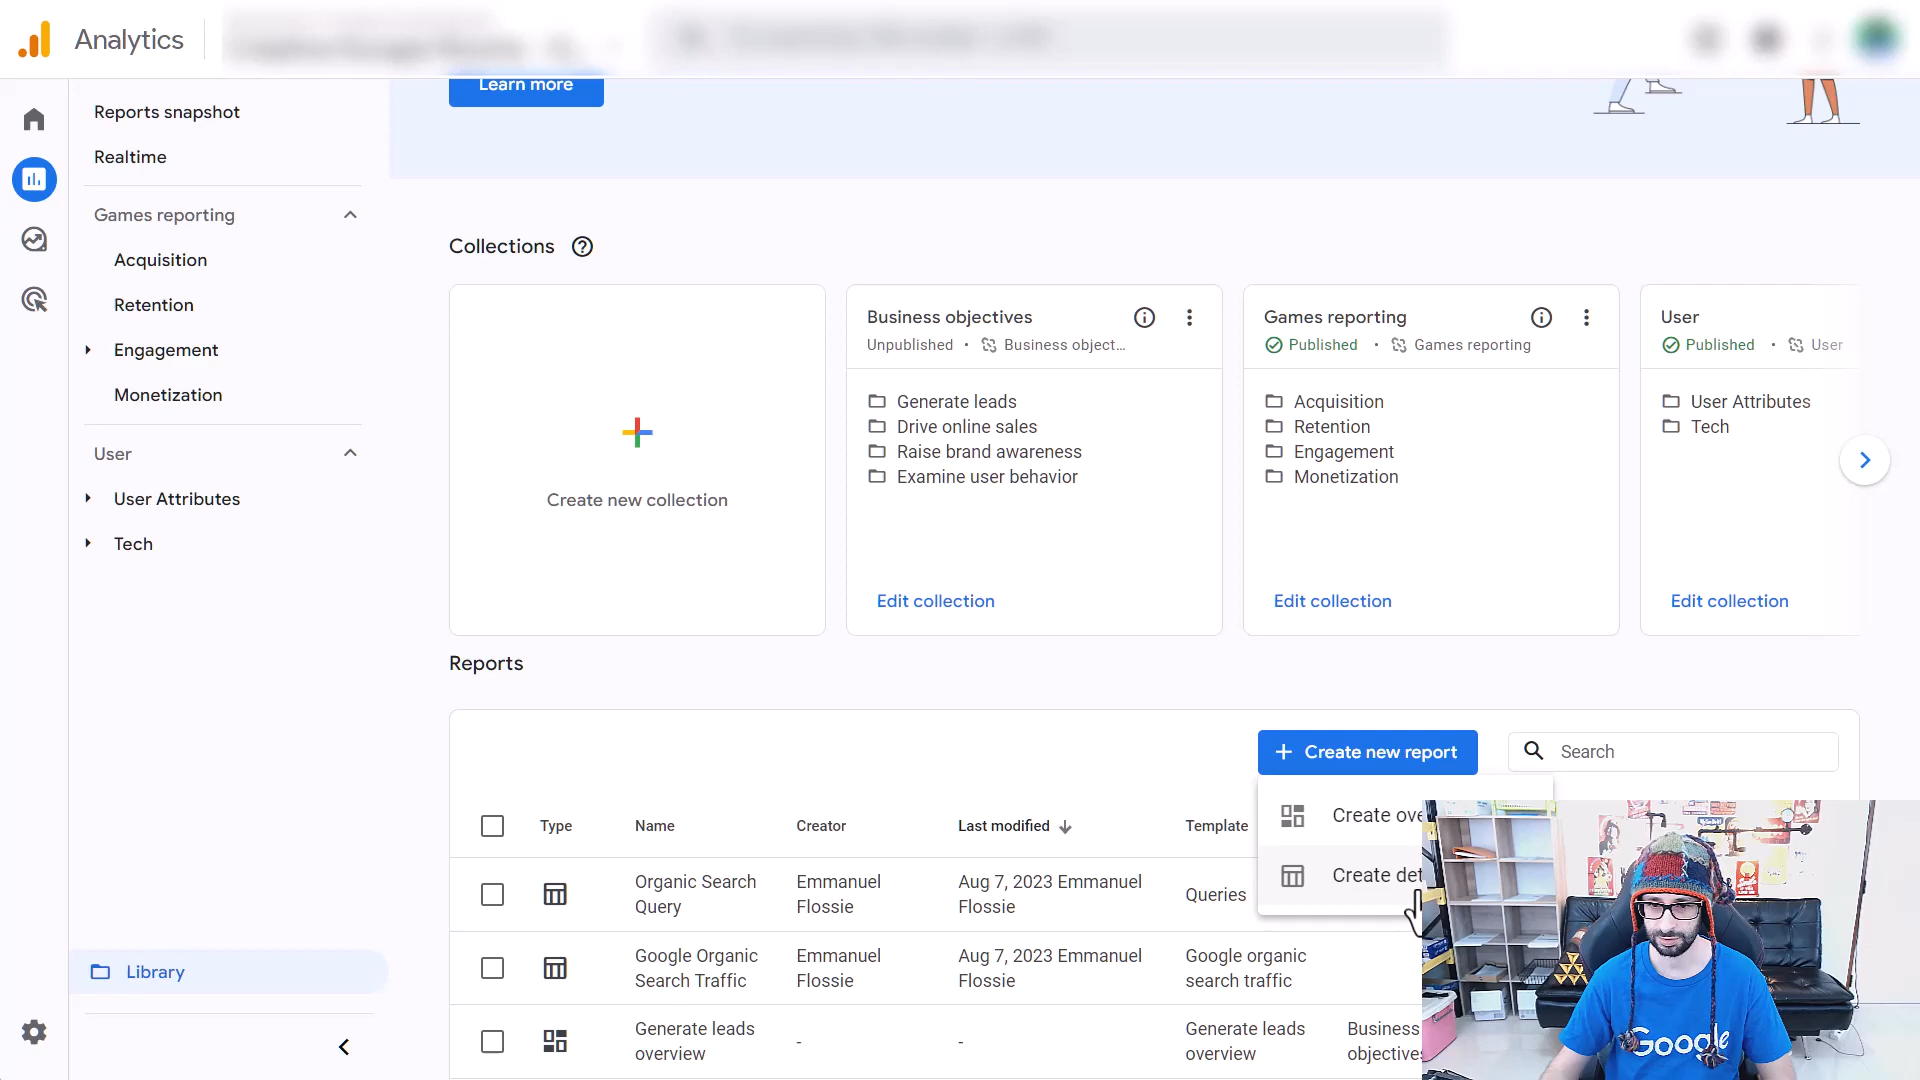 Analytics
Learn more
Reports snapshot
Realtime
Games reporting
Acquisition
Retention
Engagement
Monetization
User
User Attributes
Tech
Library
Collections
Create new collection
Business objectives
Unpublished • Business object...
Generate leads
Drive online sales
Raise brand awareness
Examine user behavior
Edit collection
Games reporting
Published • Games reporting
Acquisition
Retention
Engagement
Monetization
Edit collection
User
Published • User
User Attributes
Tech
Edit collection
Reports
Create new report
Search
Create ove
Create det
Type Name Creator Last modified Template
Organic Search Query
Emmanuel Flossie
Aug 7, 2023 Emmanuel Flossie
Queries
Google Organic Search Traffic
Emmanuel Flossie
Aug 7, 2023 Emmanuel Flossie
Google organic search traffic
Generate leads overview
-
-
Generate leads overview
Business objectives
Google